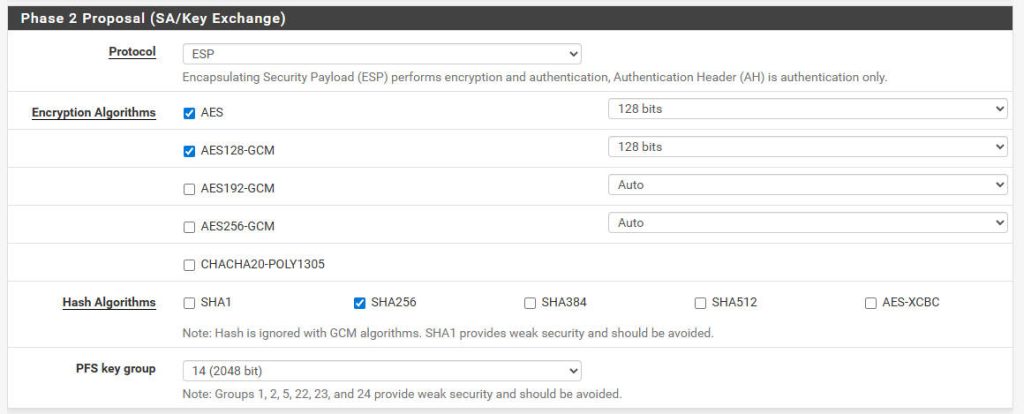 Phase 2 Proposal (SA/Key Exchange)
Protocol ESP
Encapsulating Security Payload (ESP) performs encryption and authentication, Authentication Header (AH) is authentication only.
Encryption Algorithms AES 128 bits
AES128-GCM 128 bits
AES192-GCM Auto
AES256-GCM Auto
CHACHA20-POLY1305
Hash Algorithms SHA1 SHA256 SHA384 SHA512 AES-XCBC
Note: Hash is ignored with GCM algorithms. SHA1 provides weak security and should be avoided.
PFS key group 14 (2048 bit)
Note: Groups 1, 2, 5, 22, 23, and 24 provide weak security and should be avoided.